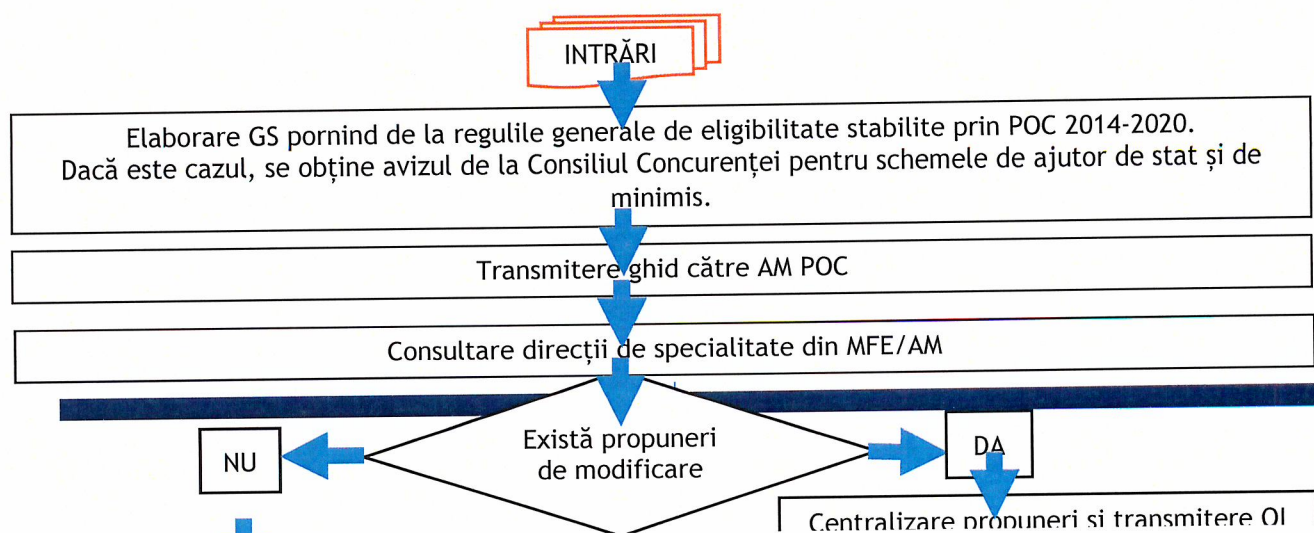 INTRĂRI
Elaborare GS pornind de la regulile generale de eligibilitate stabilite prin POC 2014-2020.
Dacă este cazul, se obține avizul de la Consiliul Concurenței pentru schemele de ajutor de stat și de
minimis.
Transmitere ghid către AM POC
Consultare direcții de specialitate din MFE/AM
Există propuneri
de modificare
NU
DA
Centralizare propuneri si transmitere OI